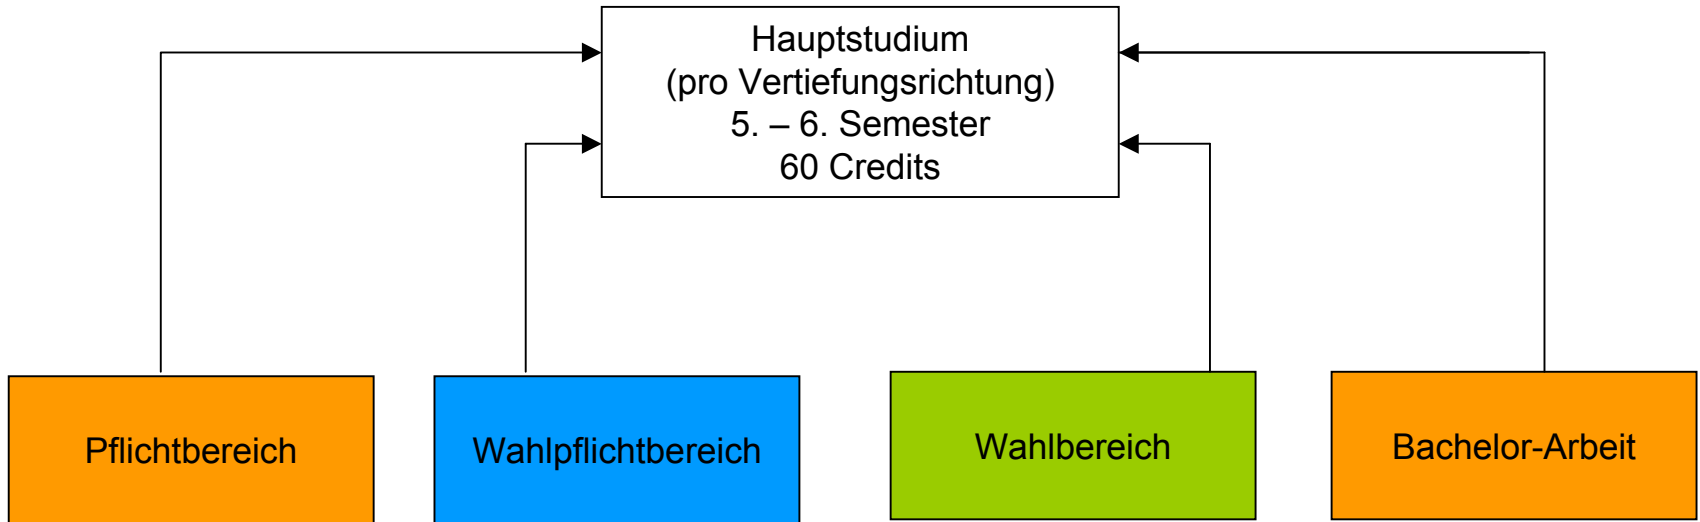 Hauptstudium
(pro Vertiefungsrichtung)
5. – 6. Semester
60 Credits
Pflichtbereich
Wahlpflichtbereich
Wahlbereich
Bachelor-Arbeit